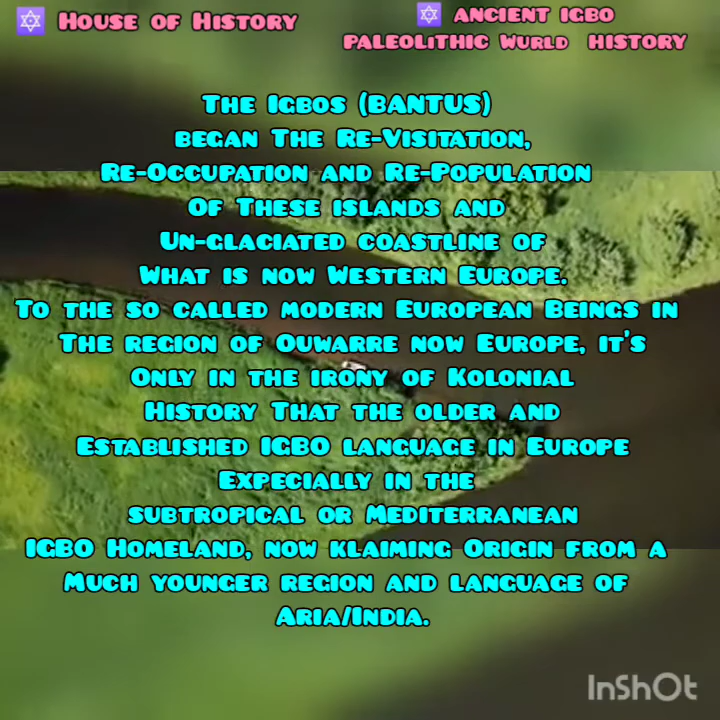 🔯 House of History
🔯 ANCIENT IGBO
PALEOLITHIC WURLD HISTORY
The Igbos (BANTUS)
began The Re-Visitation,
Re-Occupation and Re-Population
Of These islands and
Un-glaciated coastline of
What is now Western Europe.
To the so called modern European Beings in
The region of Ouwarre now Europe, it's
Only in the irony of Kolonial
History That the older and
Established IGBO language in Europe
Expecially in the
subtropical or Mediterranean
IGBO Homeland, now klaiming Origin from a
Much younger region and language of
Aria/India.
InShOt